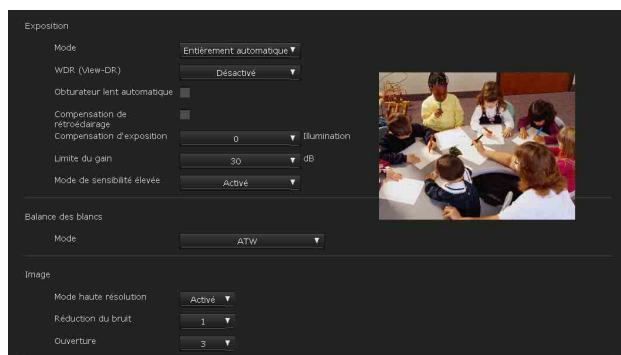 Exposition
Mode Entièrement automatique
WDR (View-DR) Désactivé
Obturateur lent automatique
Compensation de
rétroéclairage
Compensation d'exposition 0 Illumination
Limite du gain 30 dB
Mode de sensibilité élevée Activé
Balance des blancs
Mode ATW
Image
Mode haute résolution Activé
Réduction du bruit 1
Ouverture 3